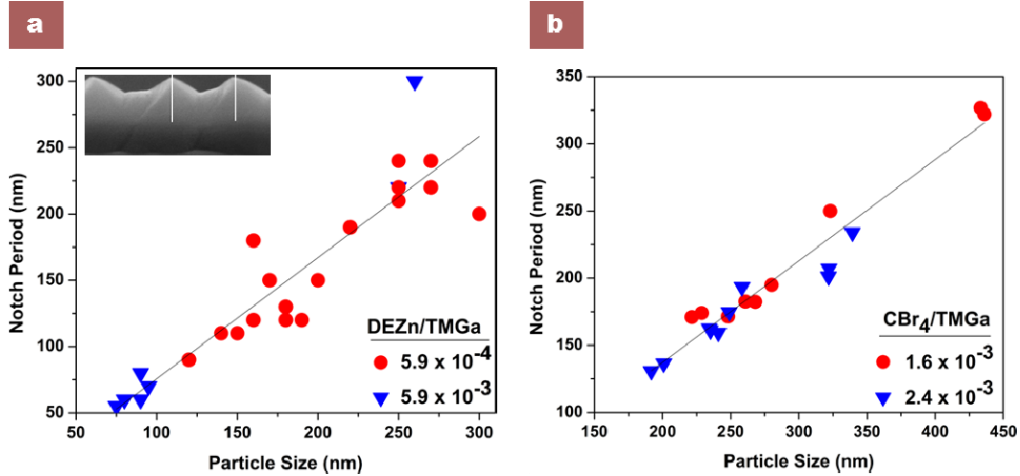 a
300
250
200
150
100
50
Notch Period (nm)
50 100 150 200 250 300
Particle Size (nm)
DEZn/TMGa
5.9 x 10-4
5.9 x 10-3
b
350
300
250
200
150
100
Notch Period (nm)
150 200 250 300 350 400 450
Particle Size (nm)
CBr4/TMGa
1.6 x 10-3
2.4 x 10-3